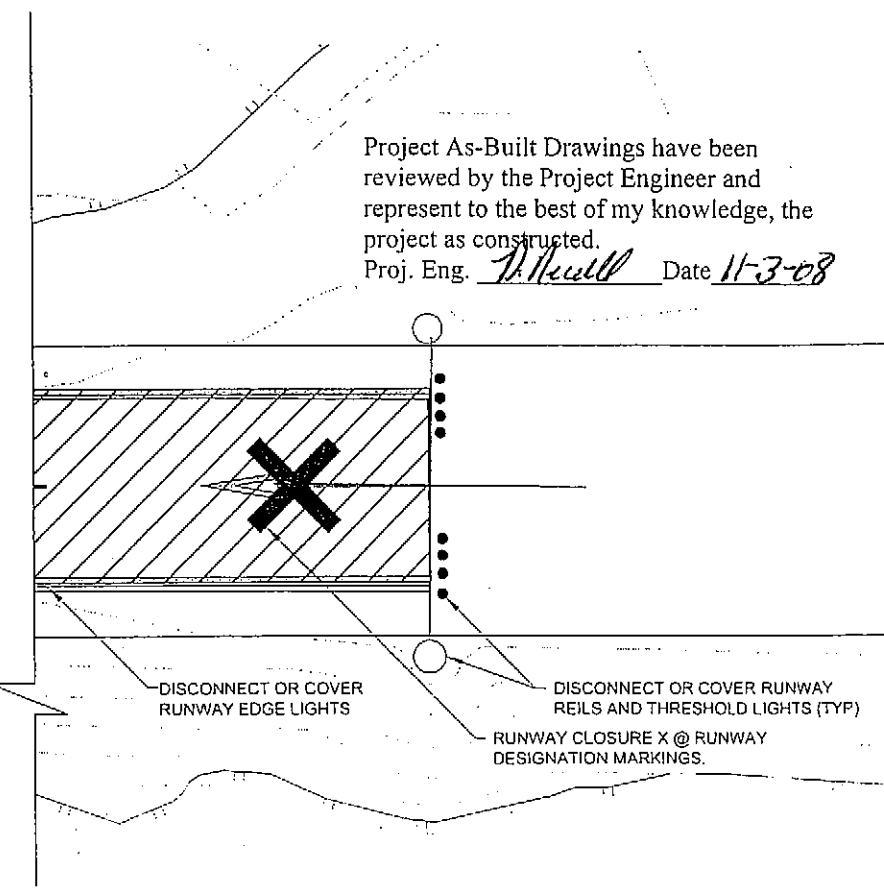 Project As-Built Drawings have been
reviewed by the Project Engineer and
represent to the best of my knowledge, the
project as constructed.
Proj. Eng. Date 11-3-08
DISCONNECT OR COVER
RUNWAY EDGE LIGHTS
DISCONNECT OR COVER RUNWAY
REILS AND THRESHOLD LIGHTS (TYP)
RUNWAY CLOSURE X @ RUNWAY
DESIGNATION MARKINGS.